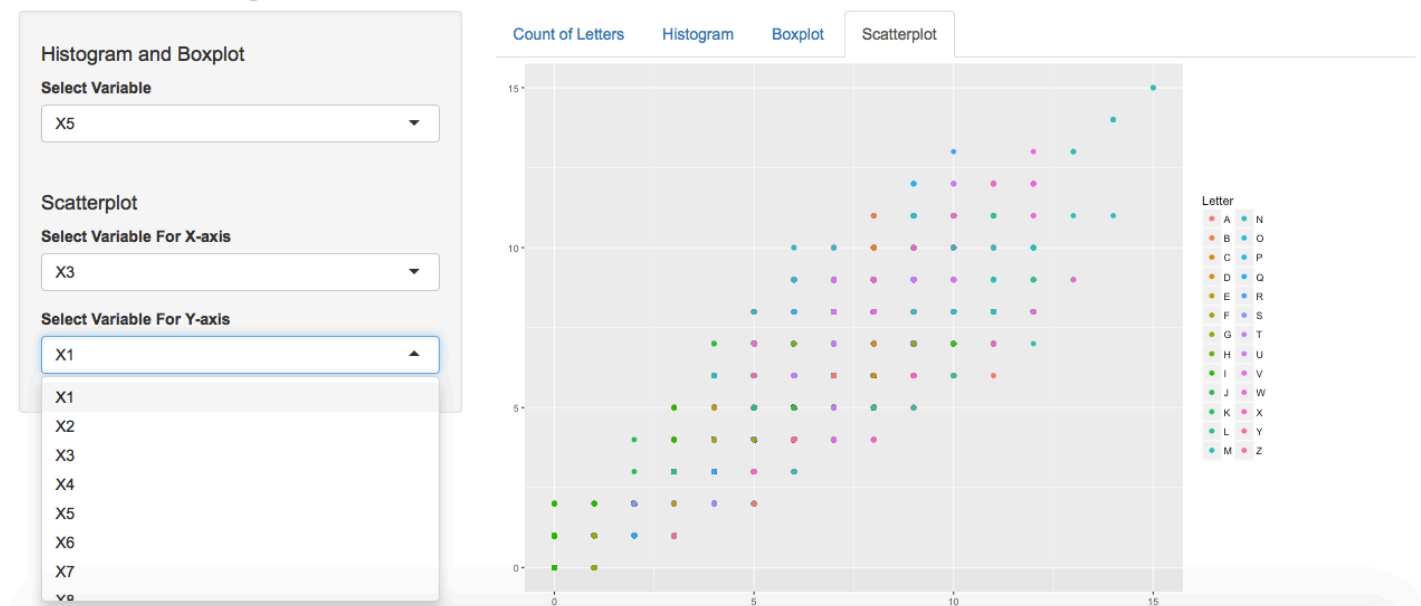 Histogram and Boxplot
Select Variable
X5
Scatterplot
Select Variable For X-axis
X3
Select Variable For Y-axis
X1
X1
X2
X3
X4
X5
X6
X7
X8
Count of Letters Histogram Boxplot Scatterplot
15
10
5
0
0 5 10 15
Letter
A N
B O
C P
D Q
E R
F S
G T
H U
I V
J W
K X
L Y
M Z